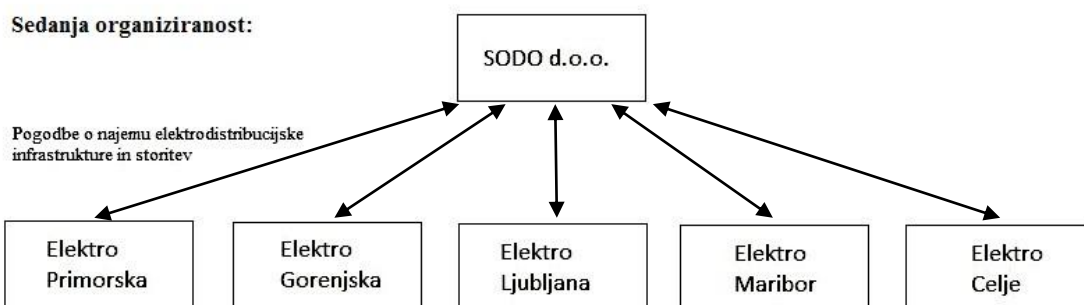 Sedanja organiziranost:
SODO d.o.o.
Pogodbe o najemu elektrodistribucijske
infrastrukture in storitev
Elektro
Primorska
Elektro
Gorenjska
Elektro
Ljubljana
Elektro
Maribor
Elektro
Celje